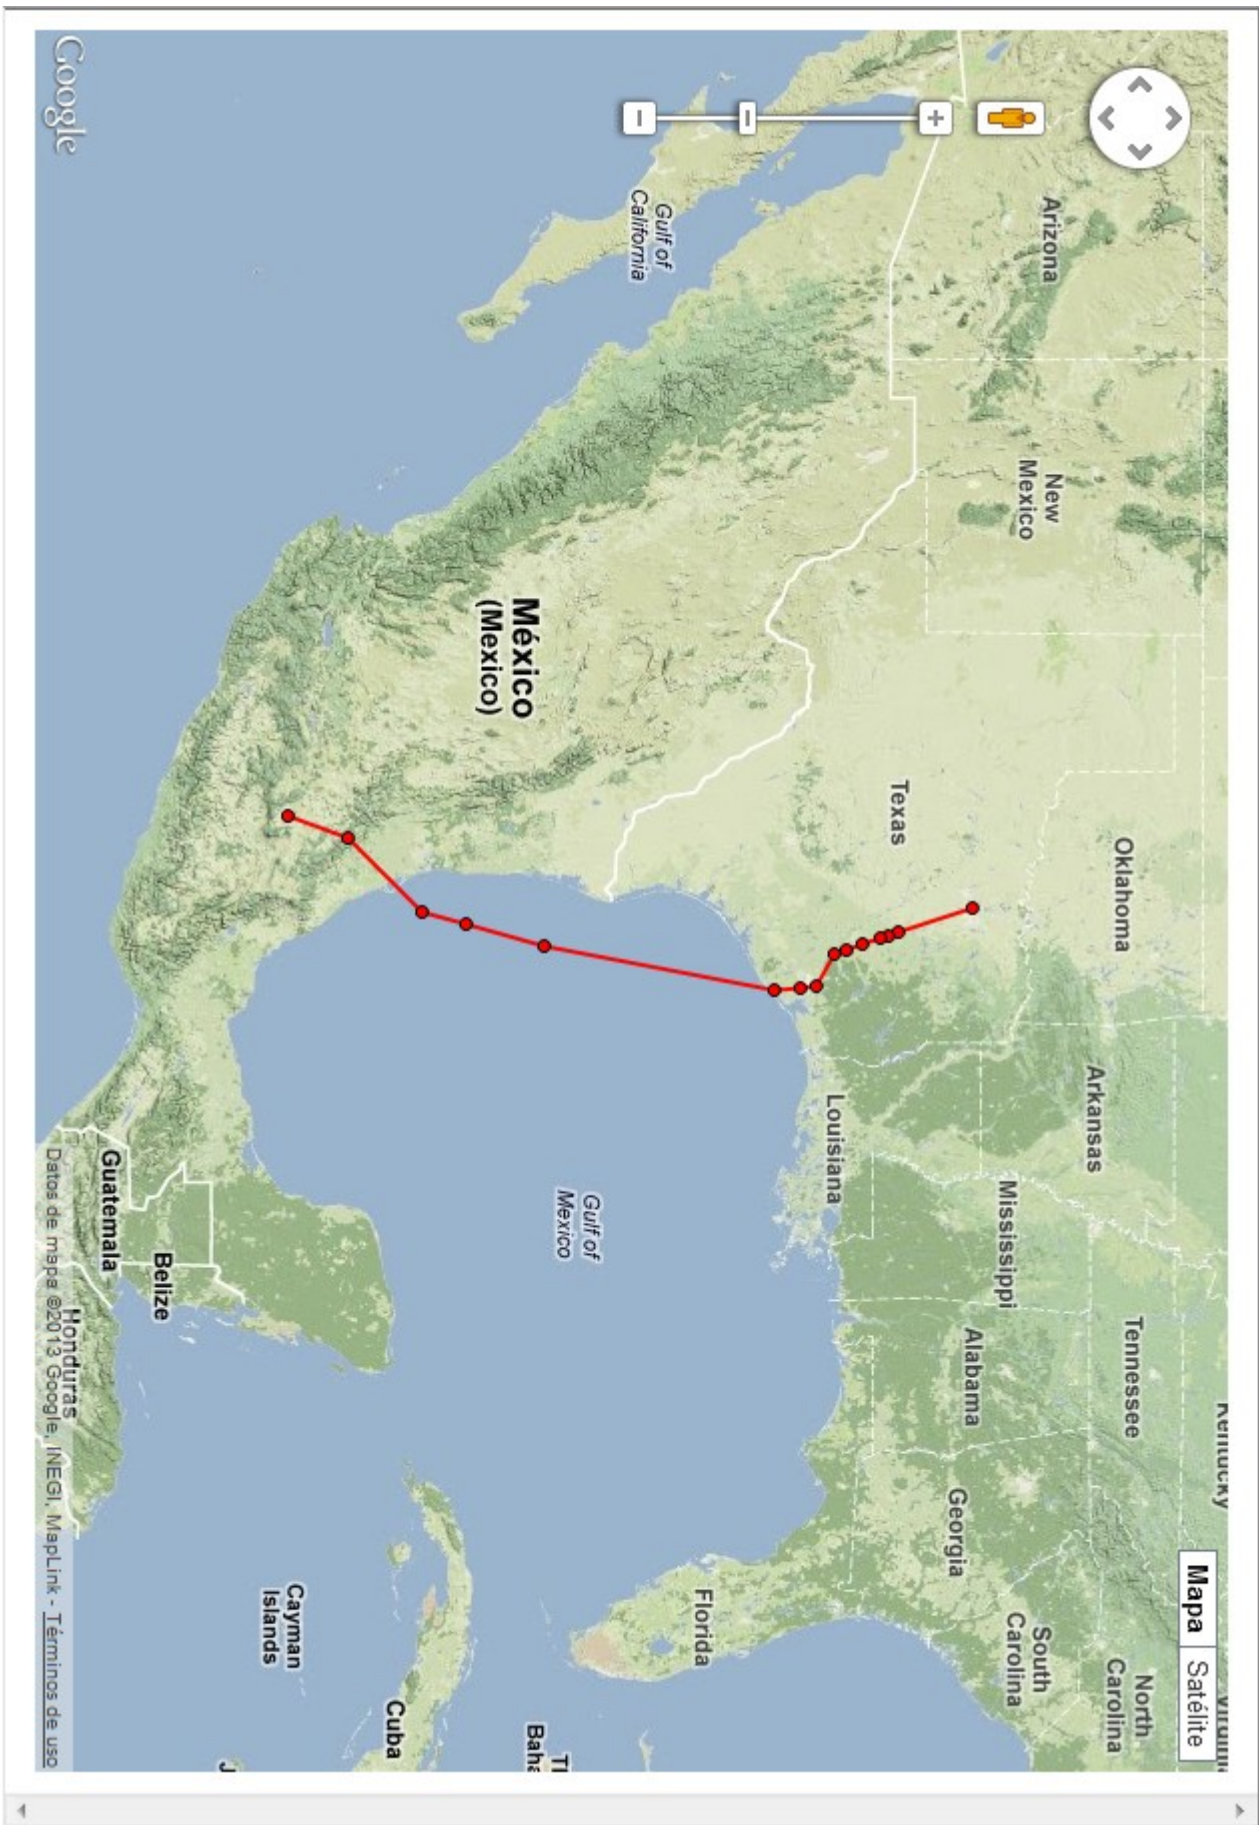 Arizona
New
Mexico
Oklahoma
Arkansas
Tennessee
Kentucky
Mapa
Satélite
North
Carolina
South
Carolina
Texas
Louisiana
Mississippi
Alabama
Georgia
Florida
Gulf of
California
México
(Mexico)
Gulf of
Mexico
Cuba
Cayman
Islands
Belize
Guatemala
Honduras
Google
Datos de mapa ©2013 Google, INEGI, MapLink - Términos de uso